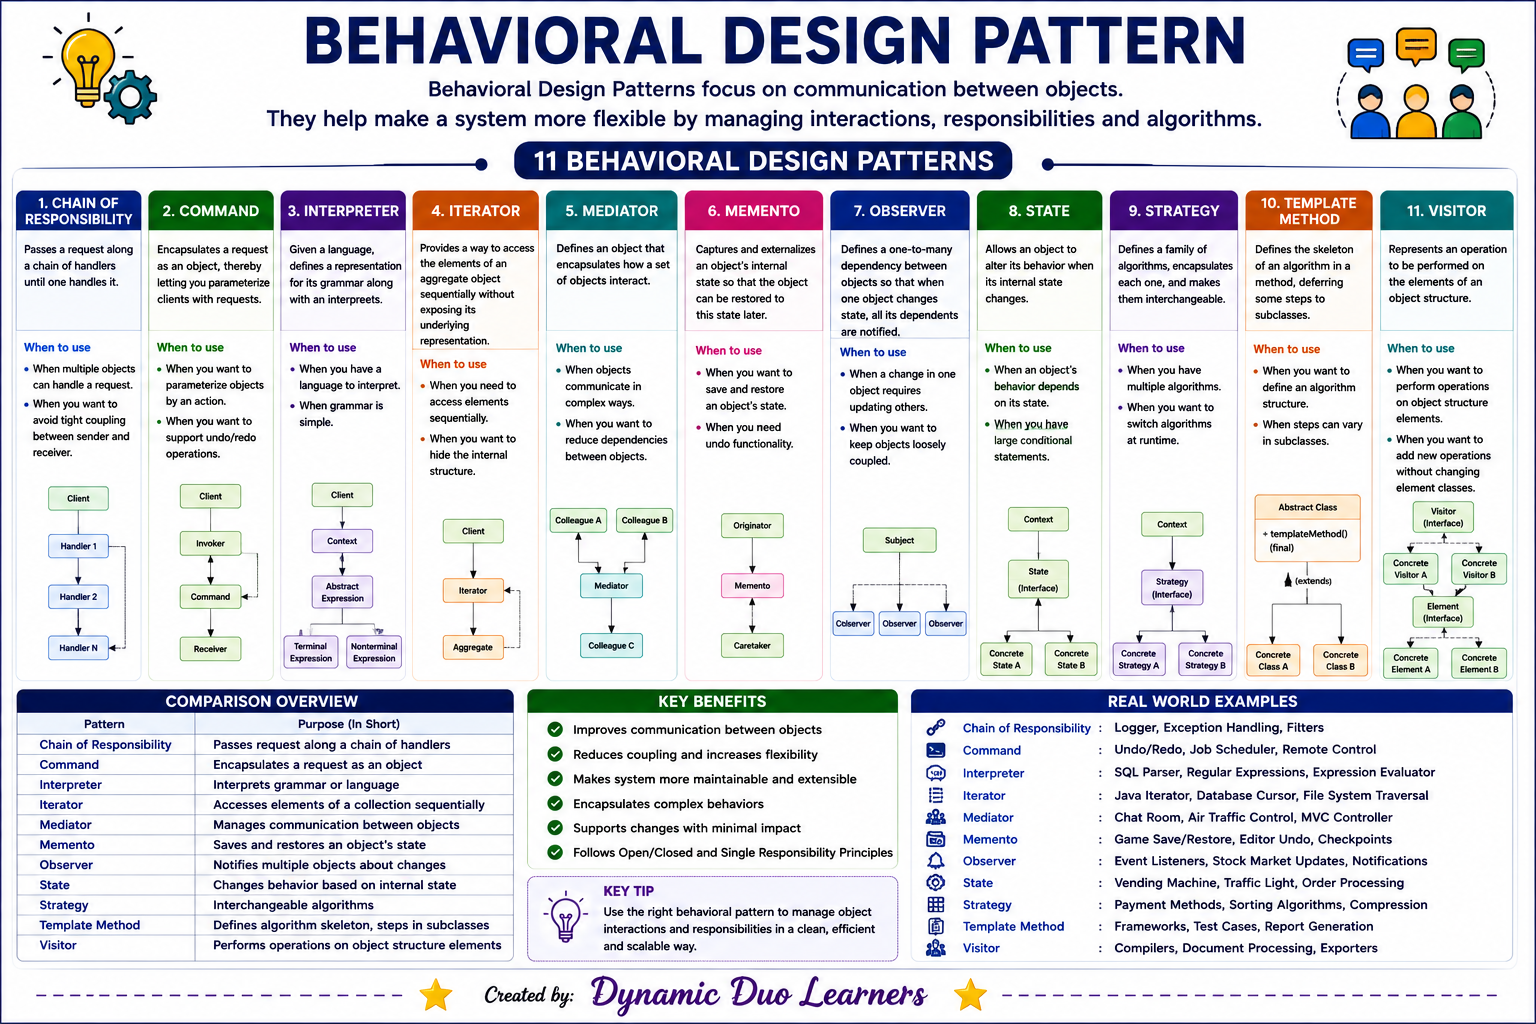 BEHAVIORAL DESIGN PATTERN
Behavioral Design Patterns focus on communication between objects.
They help make a system more flexible by managing interactions, responsibilities and algorithms.
11 BEHAVIORAL DESIGN PATTERNS
1. CHAIN OF
RESPONSIBILITY
Passes a request along
a chain of handlers
until one handles it.
When to use
• When multiple objects
can handle a request.
• When you want to
avoid tight coupling
between sender and
receiver.
Client
Handler 1
Handler 2
Handler N
2. COMMAND
Encapsulates a request
as an object, thereby
letting you parameterize
clients with requests.
When to use
• When you want to
parameterize objects
by an action.
• When you want to
support undo/redo
operations.
Client
Invoker
Command
Receiver
3. INTERPRETER
Given a language,
defines a representation
for its grammar along
with an interprets.
When to use
• When you have a
language to interpret.
• When grammar is
simple.
Client
Context
Abstract
Expression
Terminal
Expression
Nonterminal
Expression
4. ITERATOR
Provides a way to access
the elements of an
aggregate object
sequentially without
exposing its
underlying
representation.
When to use
• When you need to
access elements
sequentially.
• When you want to
hide the internal
structure.
Client
Iterator
Aggregate
5. MEDIATOR
Defines an object that
encapsulates how a set
of objects interact.
When to use
• When objects
communicate in
complex ways.
• When you want to
reduce dependencies
between objects.
Colleague A
Colleague B
Mediator
Colleague C
6. MEMENTO
Captures and externalizes
an object's internal
state so that the object
can be restored to
this state later.
When to use
• When you want to
save and restore
an object's state.
• When you need
undo functionality.
Originator
Memento
Caretaker
7. OBSERVER
Defines a one-to-many
dependency between
objects so that when
one object changes
state, all its dependents
are notified.
When to use
• When a change in one
object requires
updating others.
• When you want to
keep objects loosely
coupled.
Subject
Colserver
Observer
Observer
8. STATE
Allows an object to
alter its behavior when
its internal state
changes.
When to use
• When an object's
behavior depends
on its state.
• When you have
large conditional
statements.
Context
State
(Interface)
Concrete
State A
Concrete
State B
9. STRATEGY
Defines a family of
algorithms, encapsulates
each one, and makes
them interchangeable.
When to use
• When you have
multiple algorithms.
• When you want to
switch algorithms
at runtime.
Context
Strategy
(Interface)
Concrete
Strategy A
Concrete
Strategy B
10. TEMPLATE
METHOD
Defines the skeleton
of an algorithm in a
method, deferring
some steps to
subclasses.
When to use
• When you want to
define an algorithm
structure.
• When steps can vary
in subclasses.
Abstract Class
+ templateMethod()
(final)
(extends)
Concrete
Class A
Concrete
Class B
11. VISITOR
Represents an operation
to be performed on
the elements of an
object structure.
When to use
• When you want to
perform operations
on object structure
elements.
• When you want to
add new operations
without changing
element classes.
Visitor
(Interface)
Concrete
Visitor A
Concrete
Visitor B
Element
(Interface)
Concrete
Element A
Concrete
Element B
COMPARISON OVERVIEW
Pattern Purpose (In Short)
Chain of Responsibility Passes request along a chain of handlers
Command Encapsulates a request as an object
Interpreter Interprets grammar or language
Iterator Accesses elements of a collection sequentially
Mediator Manages communication between objects
Memento Saves and restores an object's state
Observer Notifies multiple objects about changes
State Changes behavior based on internal state
Strategy Interchangeable algorithms
Template Method Defines algorithm skeleton, steps in subclasses
Visitor Performs operations on object structure elements
KEY BENEFITS
Improves communication between objects
Reduces coupling and increases flexibility
Makes system more maintainable and extensible
Encapsulates complex behaviors
Supports changes with minimal impact
Follows Open/Closed and Single Responsibility Principles
KEY TIP
Use the right behavioral pattern to manage object
interactions and responsibilities in a clean, efficient
and scalable way.
REAL WORLD EXAMPLES
Chain of Responsibility : Logger, Exception Handling, Filters
Command : Undo/Redo, Job Scheduler, Remote Control
Interpreter : SQL Parser, Regular Expressions, Expression Evaluator
Iterator : Java Iterator, Database Cursor, File System Traversal
Mediator : Chat Room, Air Traffic Control, MVC Controller
Memento : Game Save/Restore, Editor Undo, Checkpoints
Observer : Event Listeners, Stock Market Updates, Notifications
State : Vending Machine, Traffic Light, Order Processing
Strategy : Payment Methods, Sorting Algorithms, Compression
Template Method : Frameworks, Test Cases, Report Generation
Visitor : Compilers, Document Processing, Exporters
Created by: Dynamic Duo Learners